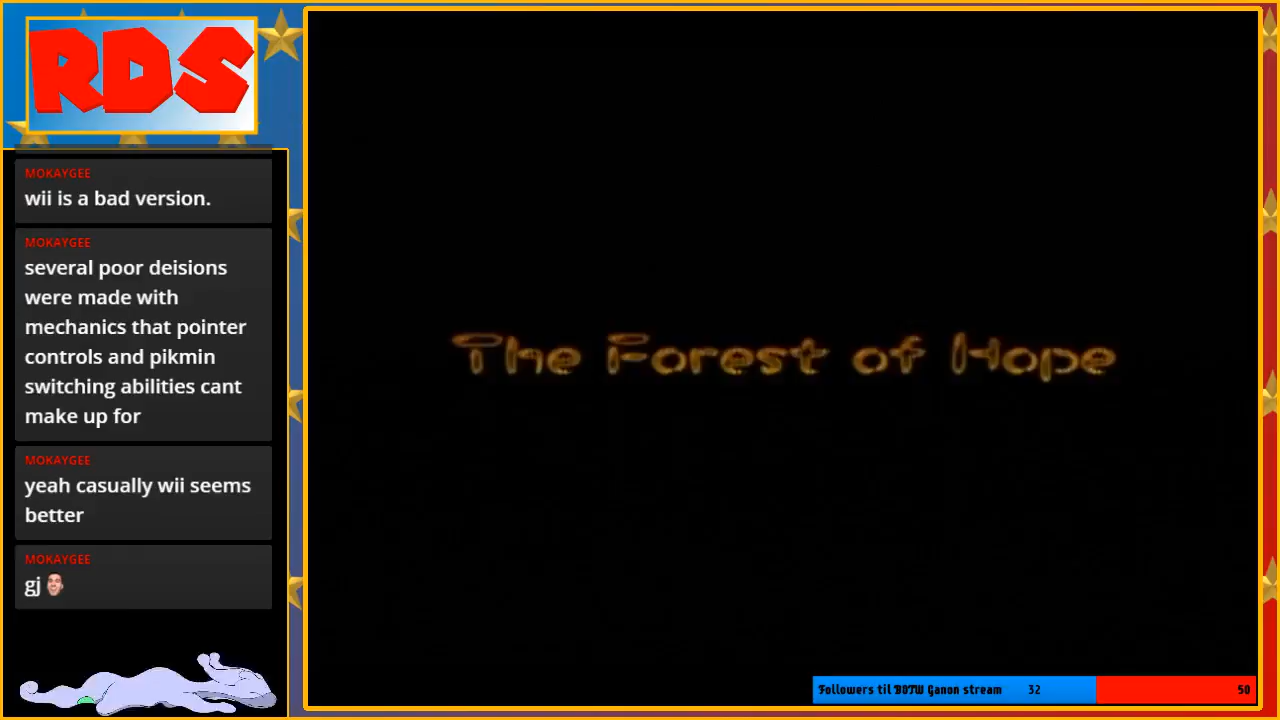 RDS
MOKAYGEE
wii is a bad version.
MOKAYGEE
several poor deisions
were made with
mechanics that pointer
controls and pikmin
switching abilities cant
make up for
MOKAYGEE
yeah casually wii seems
better
MOKAYGEE
gj
The Forest of Hope
Followers til BOTW Ganon stream 32 50